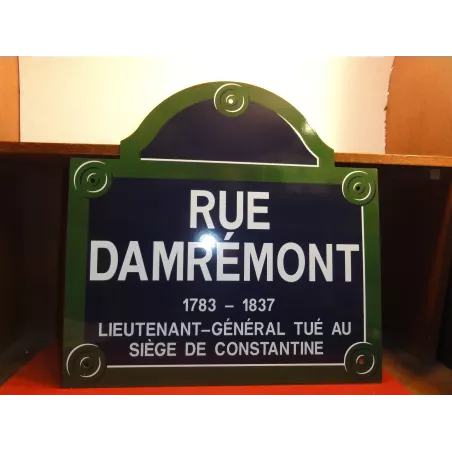 RUE
DAMRÉMONT
1783 – 1837
LIEUTENANT–GÉNÉRAL TUÉ AU
SIÈGE DE CONSTANTINE